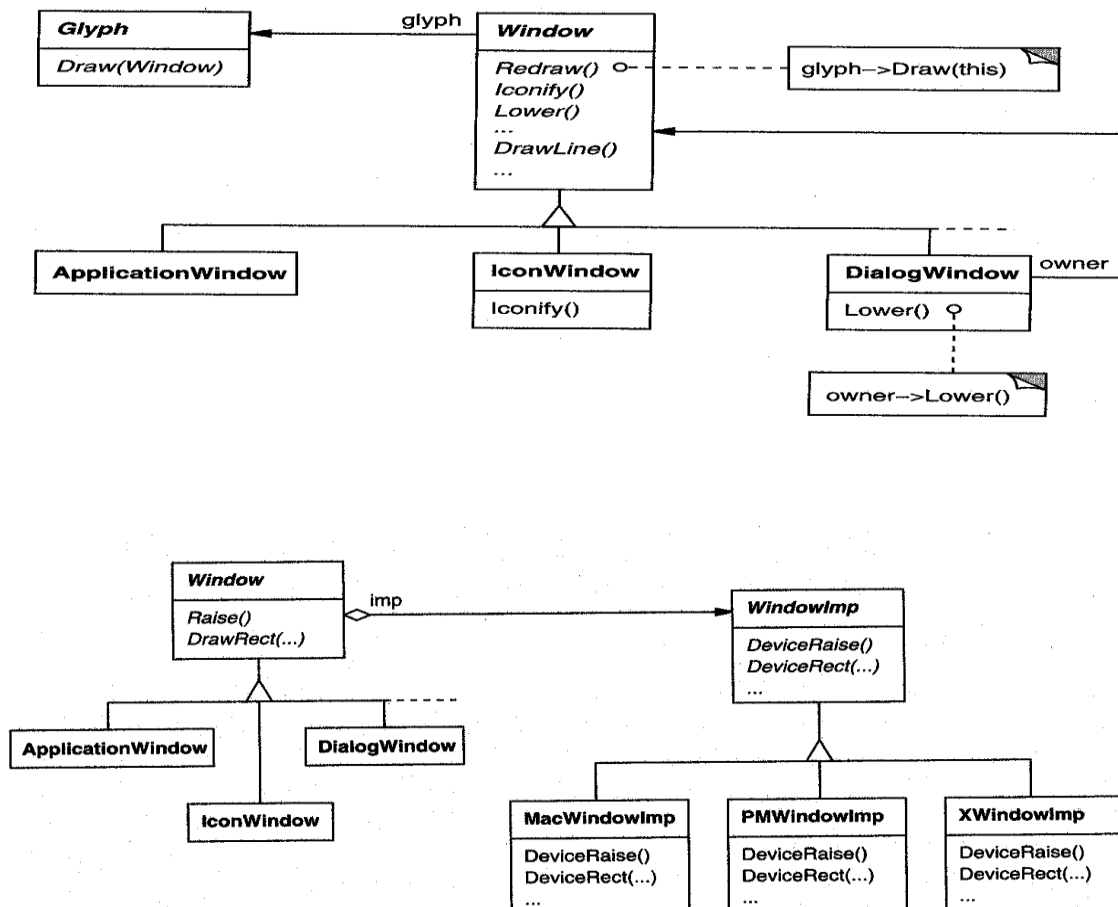 Glyph
Draw(Window)
glyph
Window
Redraw()
Iconify()
Lower()
...
DrawLine()
...
glyph->Draw(this)
ApplicationWindow
IconWindow
Iconify()
DialogWindow
Lower()
owner
owner->Lower()
Window
Raise()
DrawRect(...)
imp
WindowImp
DeviceRaise()
DeviceRect(...)
...
ApplicationWindow
DialogWindow
IconWindow
MacWindowImp
DeviceRaise()
DeviceRect(...)
...
PMWindowImp
DeviceRaise()
DeviceRect(...)
...
XWindowImp
DeviceRaise()
DeviceRect(...)
...